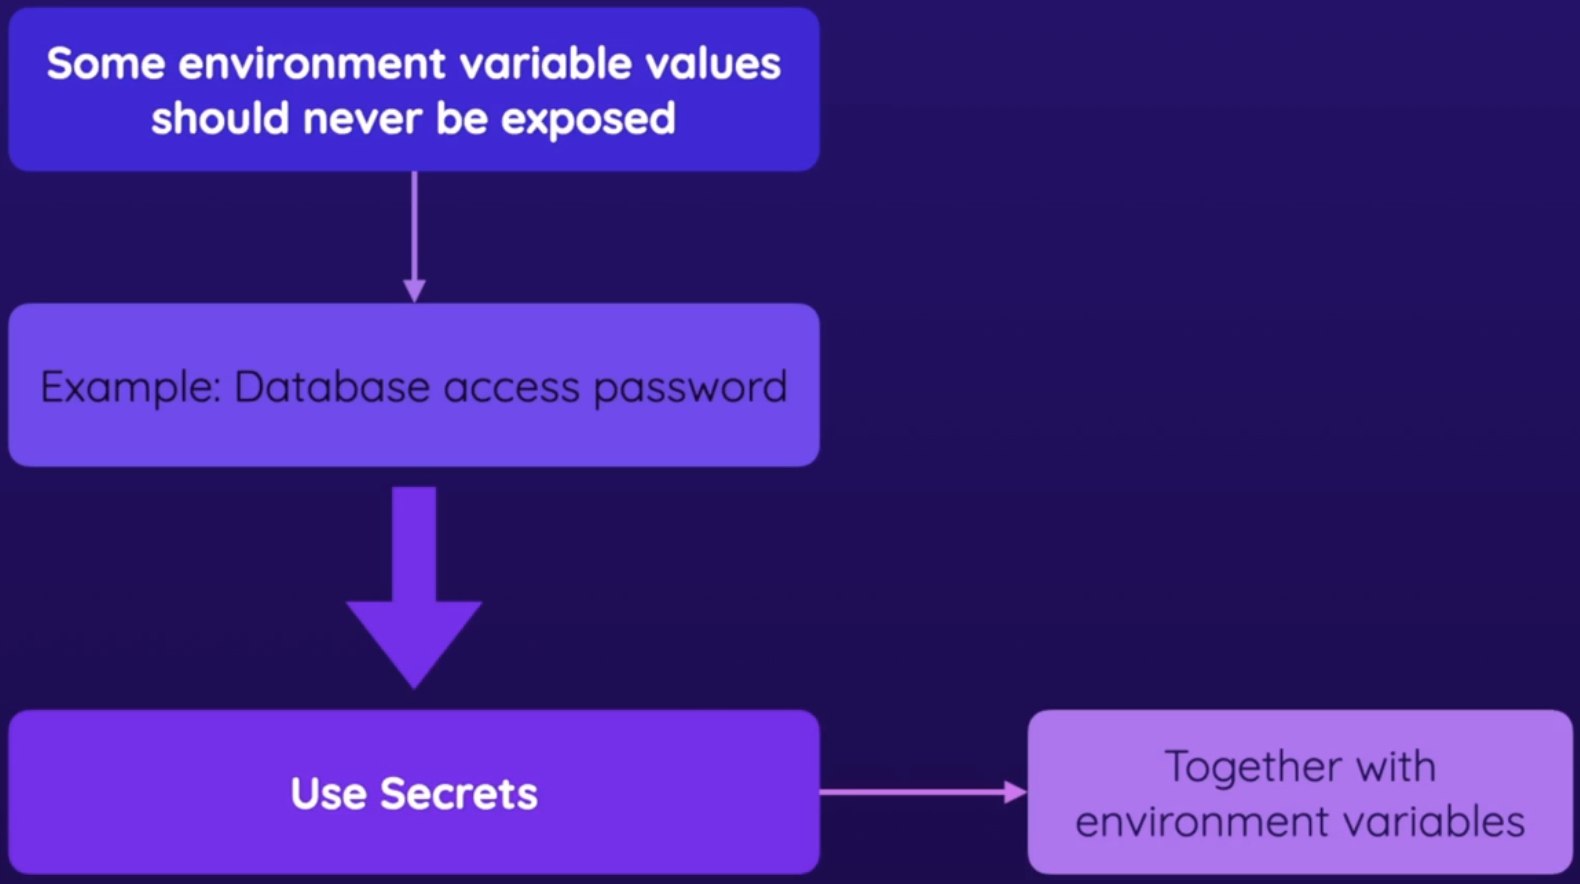 Some environment variable values
should never be exposed
Example: Database access password
Use Secrets
Together with
environment variables